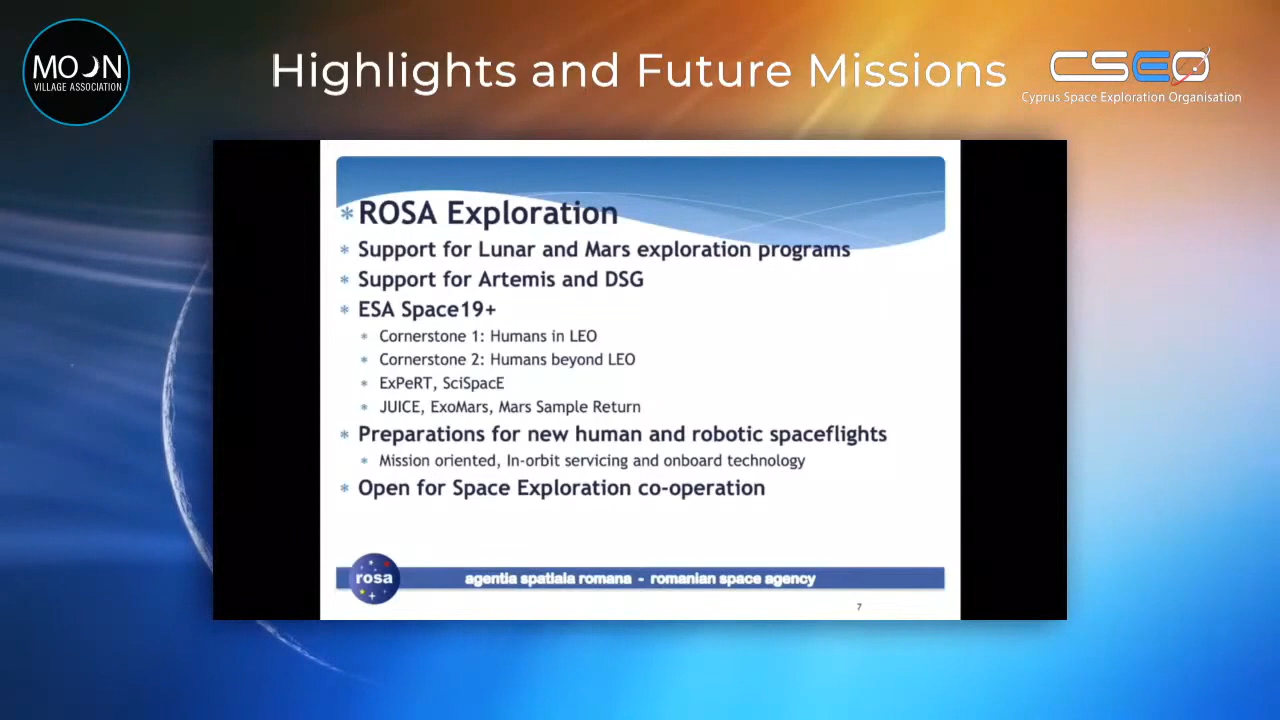 MOON
VILLAGE ASSOCIATION
Highlights and Future Missions
CSEO
Cyprus Space Exploration Organisation
* ROSA Exploration
* Support for Lunar and Mars exploration programs
* Support for Artemis and DSG
* ESA Space19+
* Cornerstone 1: Humans in LEO
* Cornerstone 2: Humans beyond LEO
* ExPeRT, SciSpacE
* JUICE, ExoMars, Mars Sample Return
* Preparations for new human and robotic spaceflights
* Mission oriented, In-orbit servicing and onboard technology
* Open for Space Exploration co-operation
rosa
agentia spatiala romana - romanian space agency
7